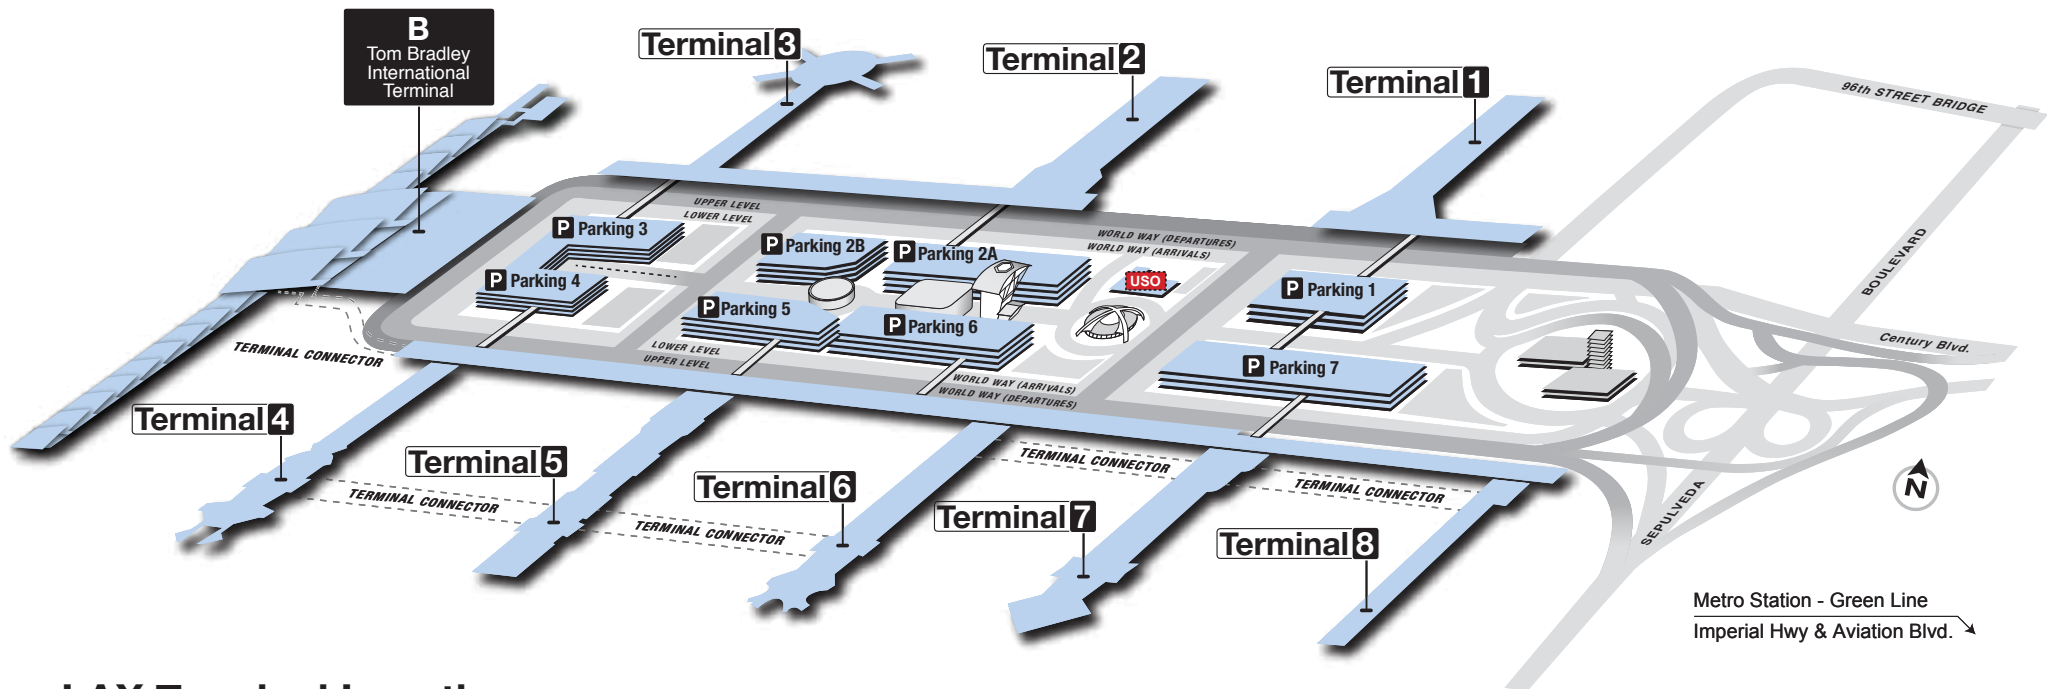 B
Tom Bradley
International
Terminal
Terminal 3
Terminal 2
Terminal 1
96th STREET BRIDGE
UPPER LEVEL
LOWER LEVEL
P Parking 3
P Parking 2B
P Parking 2A
WORLD WAY (DEPARTURES)
WORLD WAY (ARRIVALS)
BOULEVARD
P Parking 4
USO
P Parking 1
P Parking 5
P Parking 6
Century Blvd.
TERMINAL CONNECTOR
LOWER LEVEL
UPPER LEVEL
P Parking 7
WORLD WAY (ARRIVALS)
WORLD WAY (DEPARTURES)
Terminal 4
Terminal 5
TERMINAL CONNECTOR
Terminal 6
TERMINAL CONNECTOR
TERMINAL CONNECTOR
TERMINAL CONNECTOR
N
Terminal 7
SEPULVEDA
Terminal 8
Metro Station - Green Line
Imperial Hwy & Aviation Blvd.